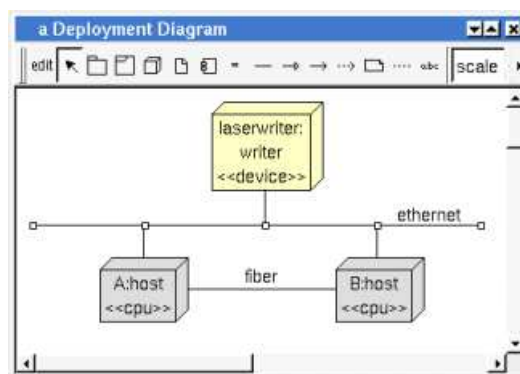 a Deployment Diagram
edit
abc
scale
laserwriter:
writer
<<device>>
ethernet
A:host
<<cpu>>
fiber
B:host
<<cpu>>